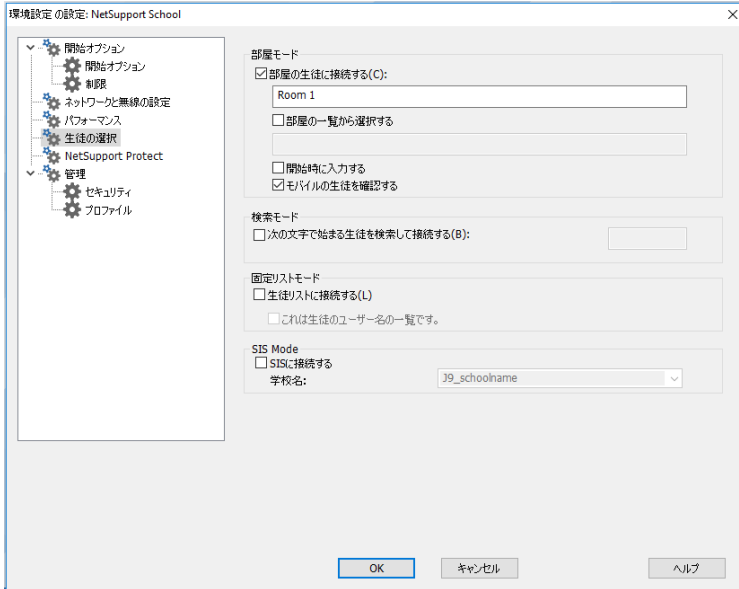 環境設定 の設定: NetSupport School
開始オプション
開始オプション
制限
ネットワークと無線の設定
パフォーマンス
生徒の選択
NetSupport Protect
管理
セキュリティ
プロファイル
部屋モード
部屋の生徒に接続する(C):
Room 1
部屋の一覧から選択する
開始時に入力する
モバイルの生徒を確認する
検索モード
次の文字で始まる生徒を検索して接続する(B):
固定リストモード
生徒リストに接続する(L)
これは生徒のユーザー名の一覧です。
SIS Mode
SISに接続する
学校名: J9_schoolname
OK キャンセル ヘルプ